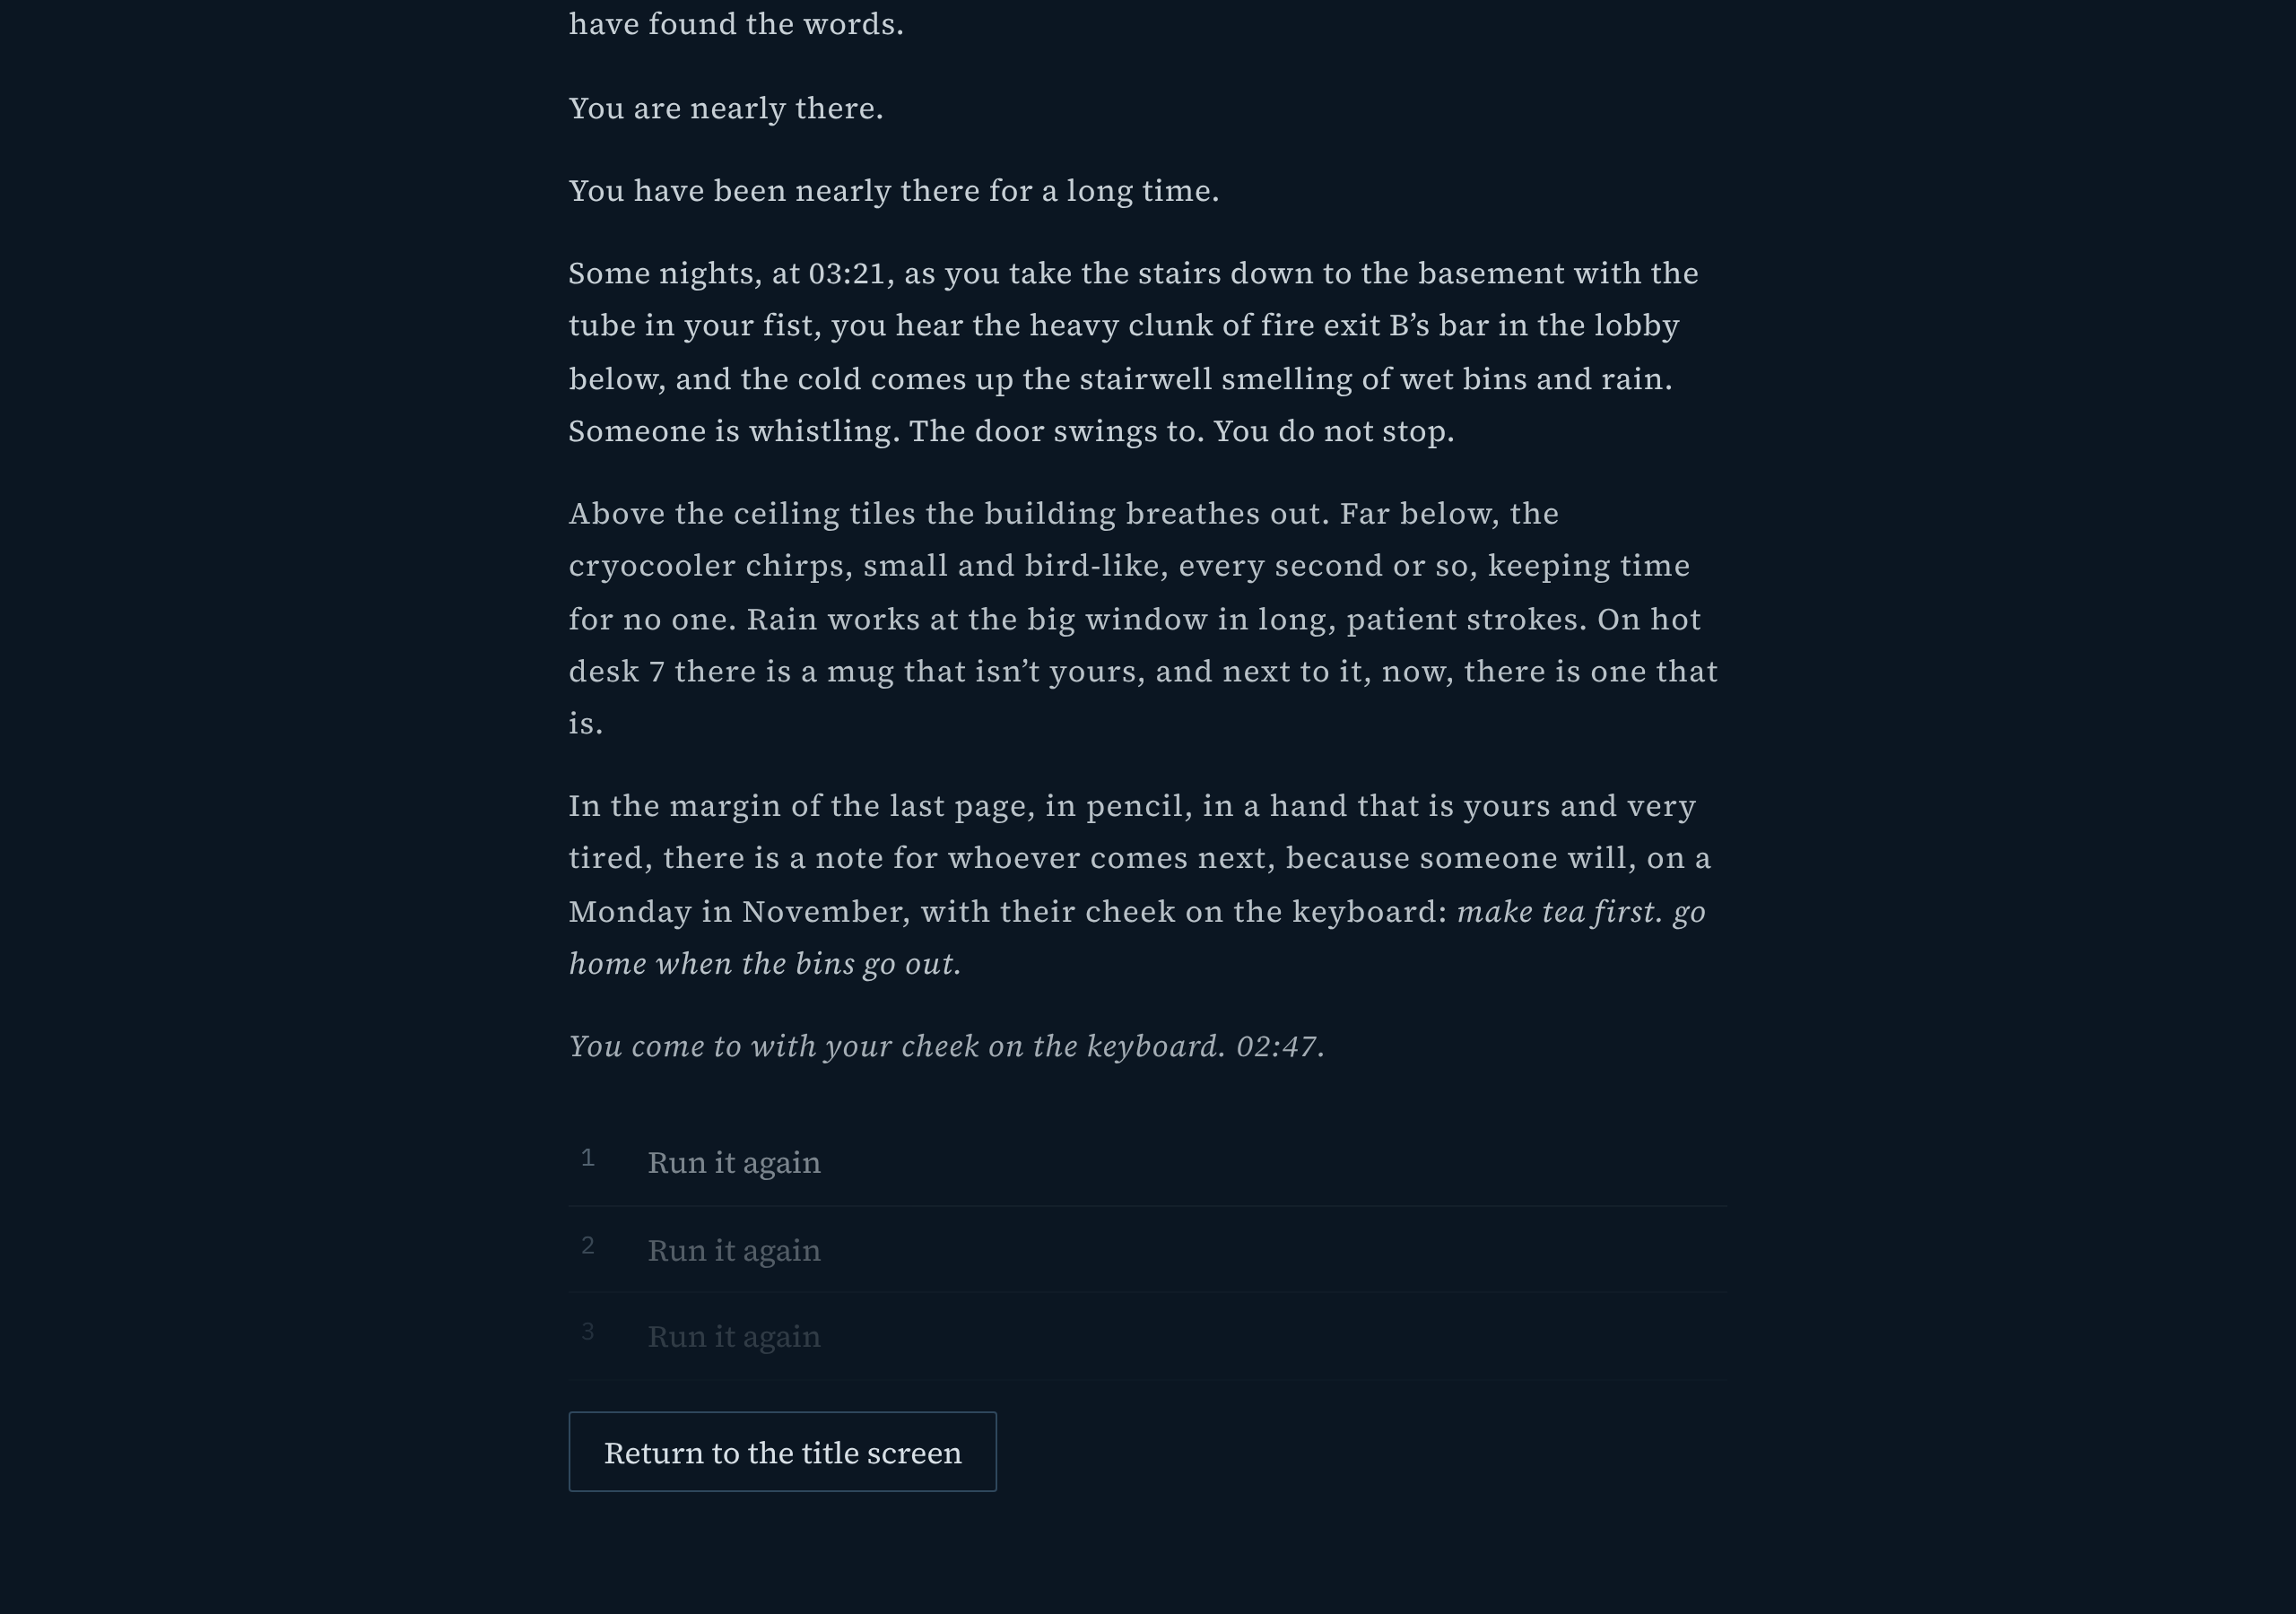 have found the words.
You are nearly there.
You have been nearly there for a long time.
Some nights, at 03:21, as you take the stairs down to the basement with the
tube in your fist, you hear the heavy clunk of fire exit B’s bar in the lobby
below, and the cold comes up the stairwell smelling of wet bins and rain.
Someone is whistling. The door swings to. You do not stop.
Above the ceiling tiles the building breathes out. Far below, the
cryocooler chirps, small and bird-like, every second or so, keeping time
for no one. Rain works at the big window in long, patient strokes. On hot
desk 7 there is a mug that isn’t yours, and next to it, now, there is one that
is.
In the margin of the last page, in pencil, in a hand that is yours and very
tired, there is a note for whoever comes next, because someone will, on a
Monday in November, with their cheek on the keyboard: make tea first. go
home when the bins go out.
You come to with your cheek on the keyboard. 02:47.
1 Run it again
2 Run it again
3 Run it again
Return to the title screen